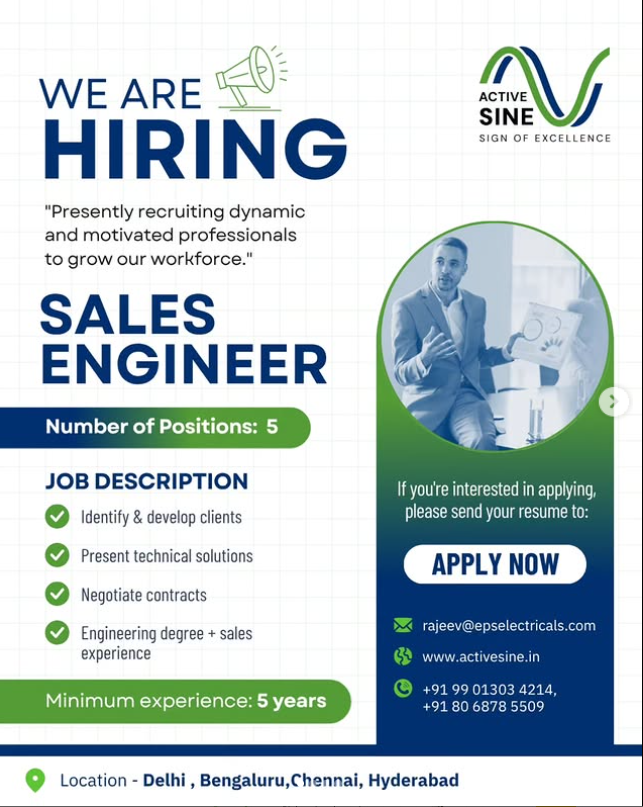 WE ARE
HIRING
ACTIVE
SINE
SIGN OF EXCELLENCE
"Presently recruiting dynamic
and motivated professionals
to grow our workforce."
SALES
ENGINEER
Number of Positions: 5
JOB DESCRIPTION
Identify & develop clients
Present technical solutions
Negotiate contracts
Engineering degree + sales
experience
Minimum experience: 5 years
If you're interested in applying,
please send your resume to:
APPLY NOW
rajeev@epselectricals.com
www.activesine.in
+91 99 01303 4214,
+91 80 6878 5509
Location - Delhi , Bengaluru,Chennai, Hyderabad